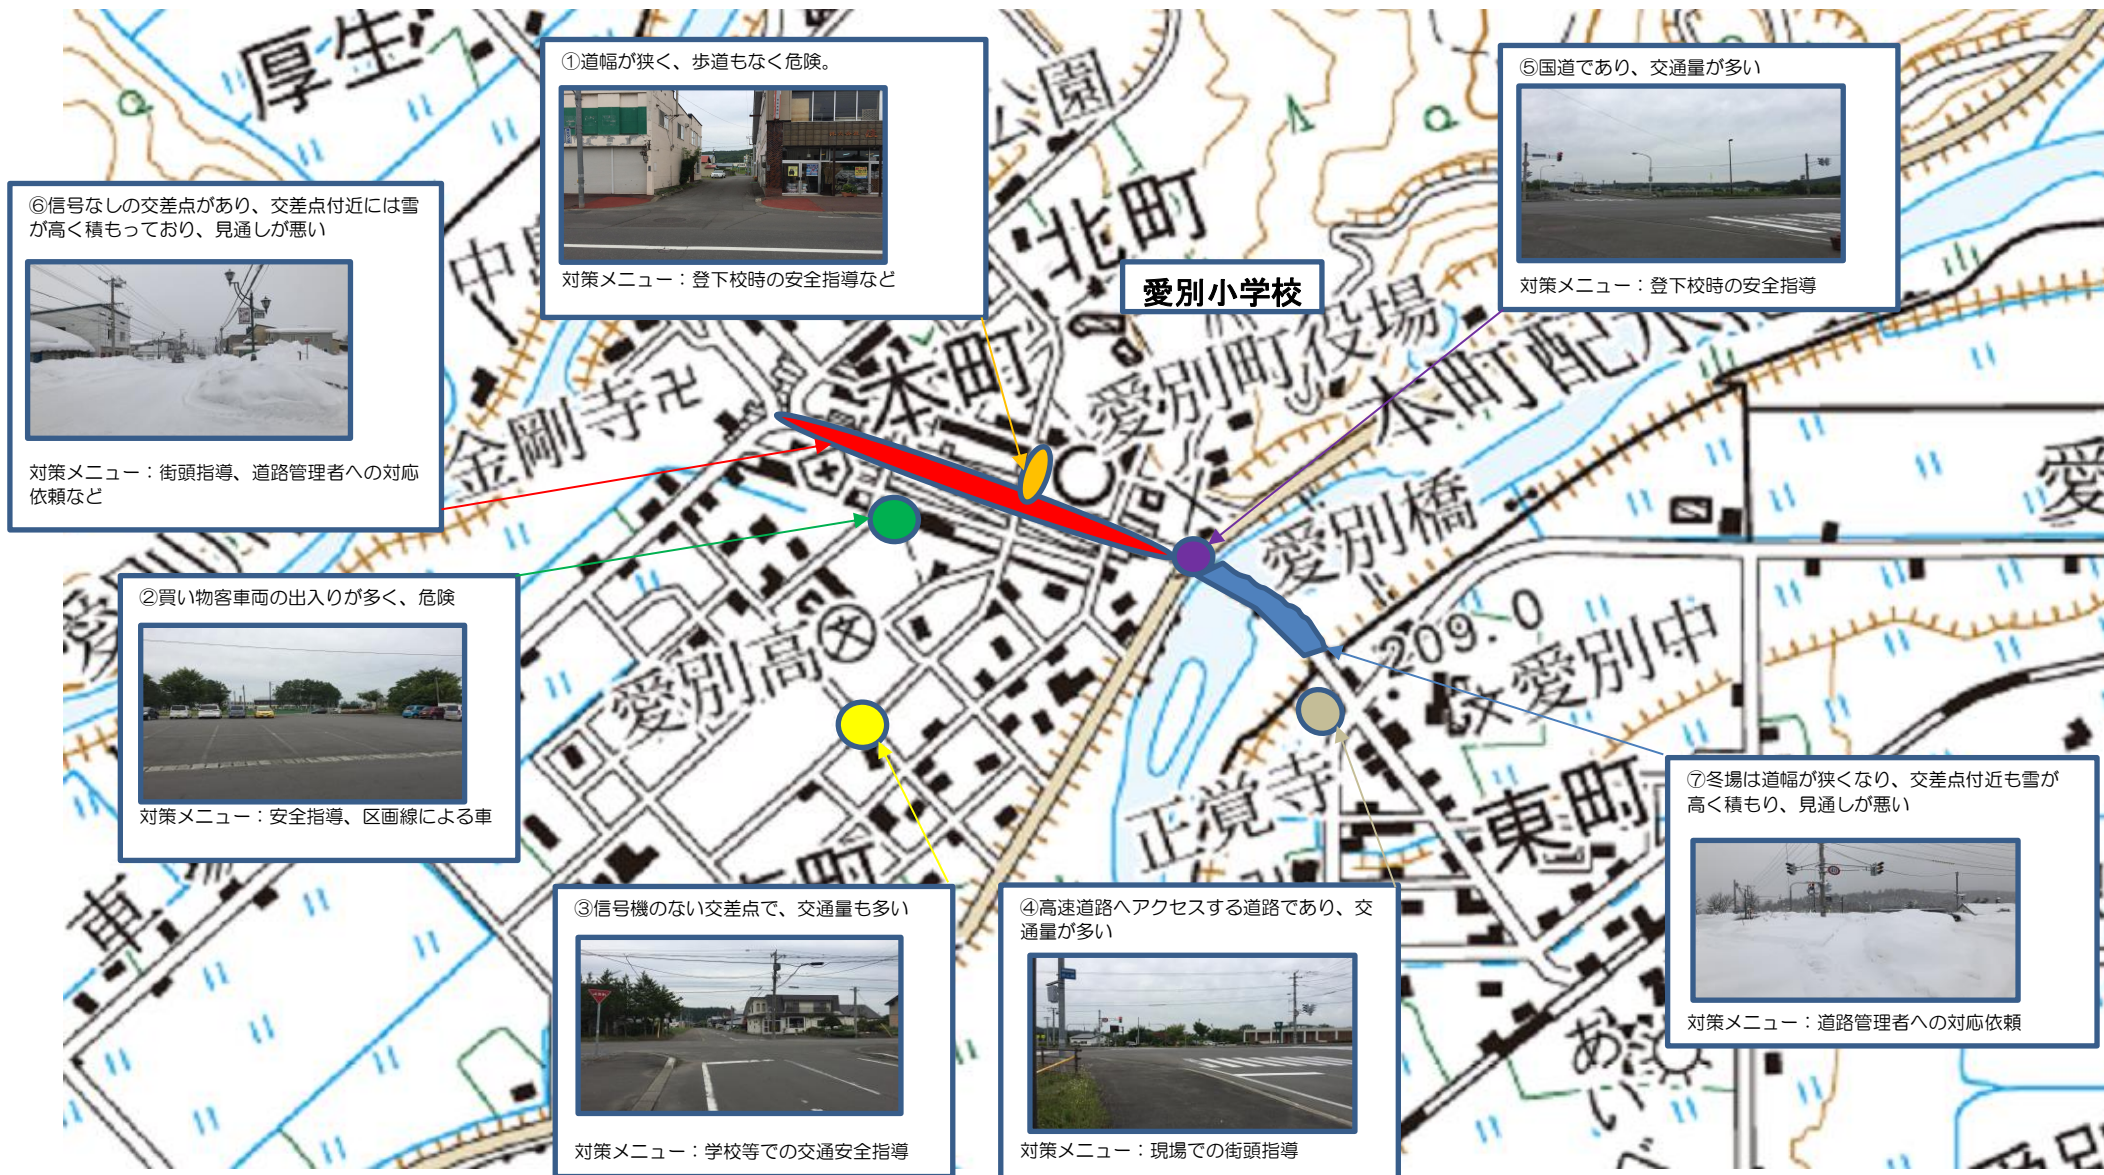 ①道幅が狭く、歩道もなく危険。
対策メニュー：登下校時の安全指導など
⑤国道であり、交通量が多い
対策メニュー：登下校時の安全指導
⑥信号なしの交差点があり、交差点付近には雪
が高く積もっており、見通しが悪い
対策メニュー：街頭指導、道路管理者への対応
依頼など
愛別小学校
②買い物客車両の出入りが多く、危険
対策メニュー：安全指導、区画線による車
③信号機のない交差点で、交通量も多い
対策メニュー：学校等での交通安全指導
④高速道路へアクセスする道路であり、交
通量が多い
対策メニュー：現場での街頭指導
⑦冬場は道幅が狭くなり、交差点付近も雪が
高く積もり、見通しが悪い
対策メニュー：道路管理者への対応依頼
厚生
公園
北町
本町
愛別町役場
本町配水
金剛寺
愛別橋
愛別高
209.0
愛別中
正覚寺
東町